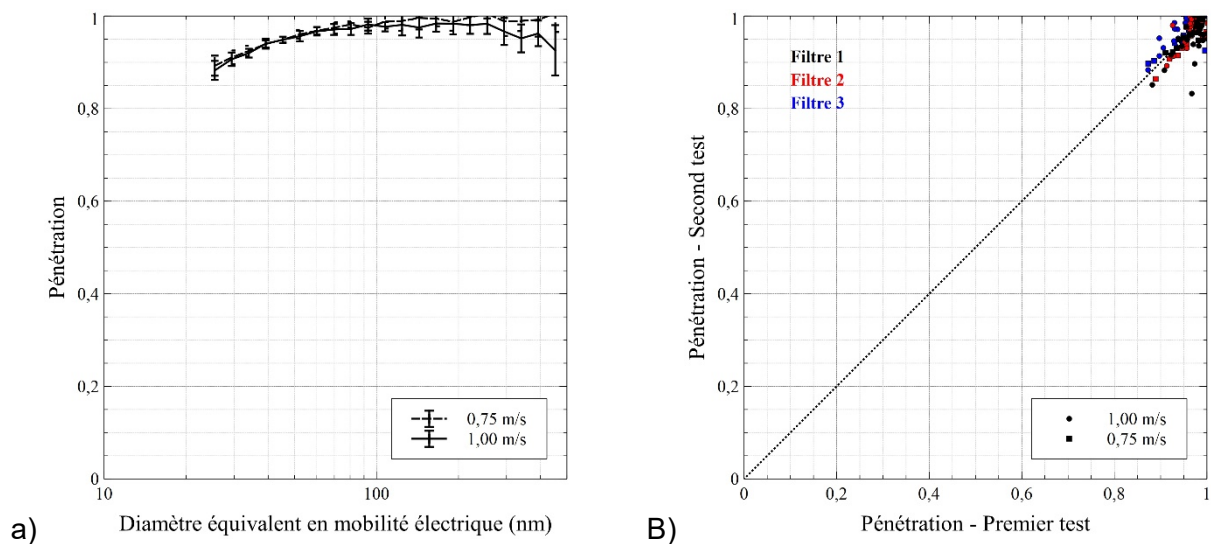 1
0,8
0,6
0,4
0,2
0
10
100
Pénétration
0,75 m/s
1,00 m/s
Diamètre équivalent en mobilité électrique (nm)
a)
1
0,8
0,6
0,4
0,2
0
0
0,2
0,4
0,6
0,8
1
Pénétration - Second test
Filtre 1
Filtre 2
Filtre 3
1,00 m/s
0,75 m/s
Pénétration - Premier test
B)